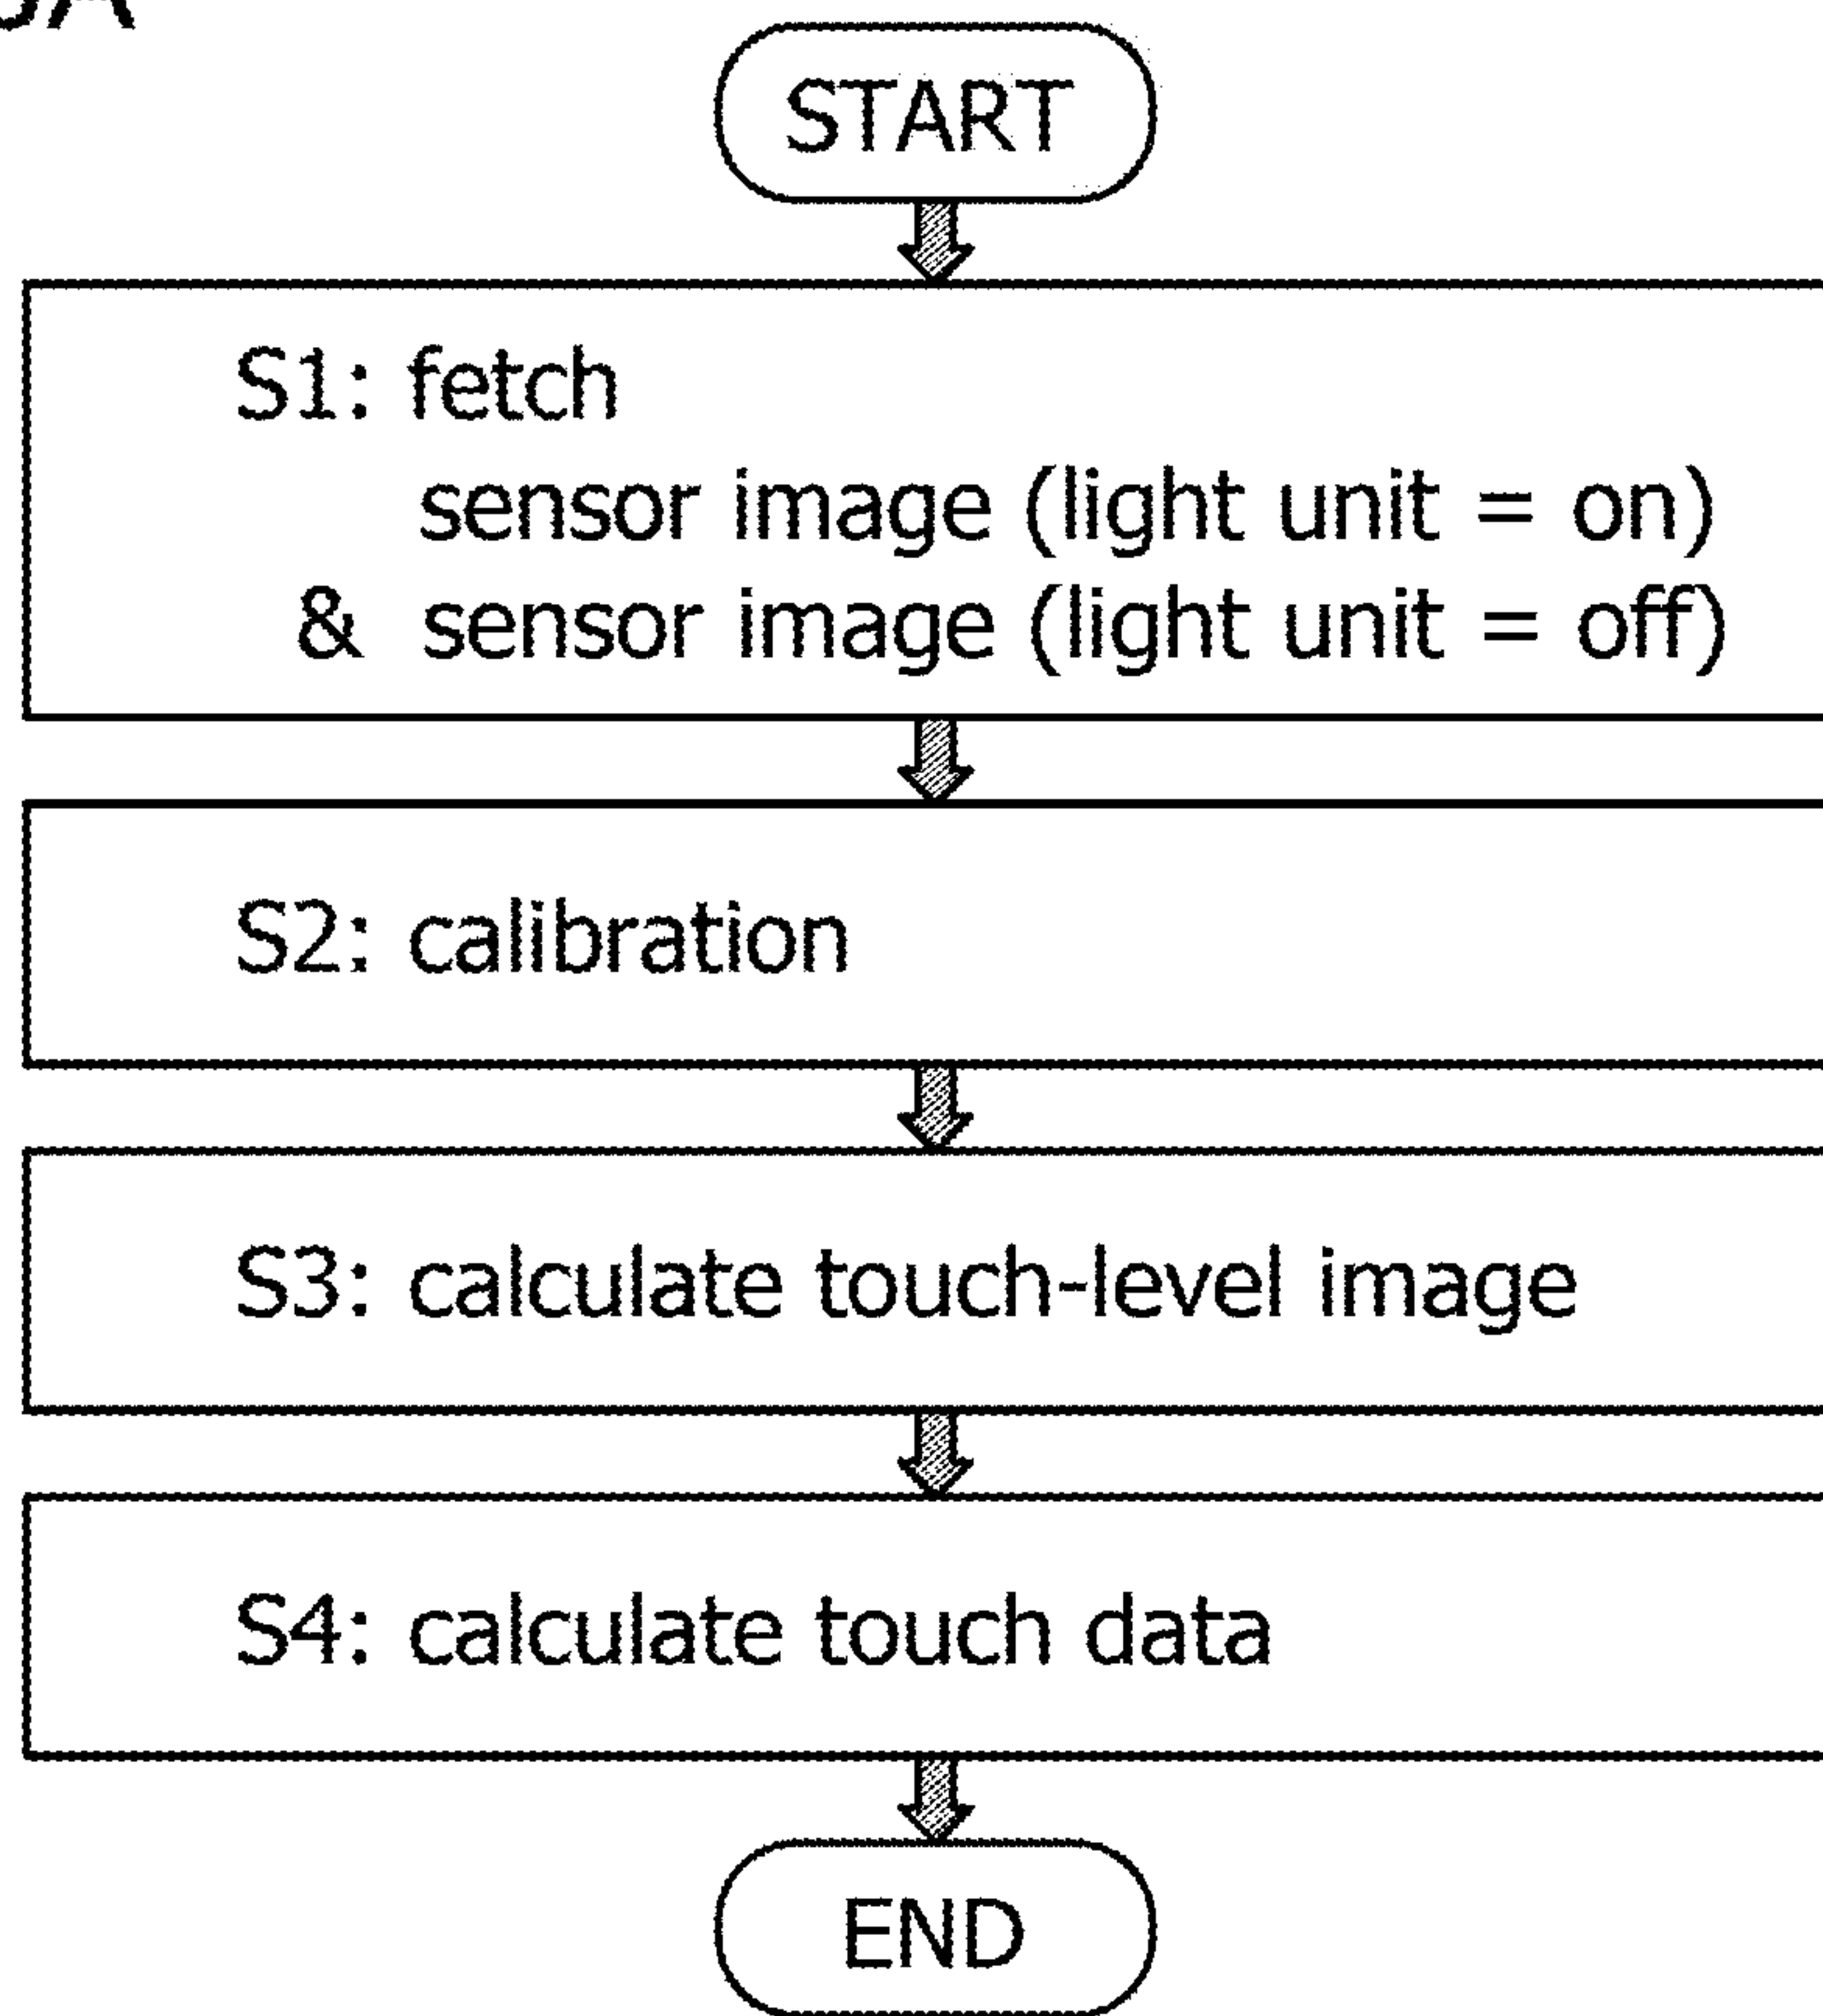 START
S1: fetch
sensor image (light unit = on)
& sensor image (light unit = off)
S2: calibration
S3: calculate touch-level image
S4: calculate touch data
END